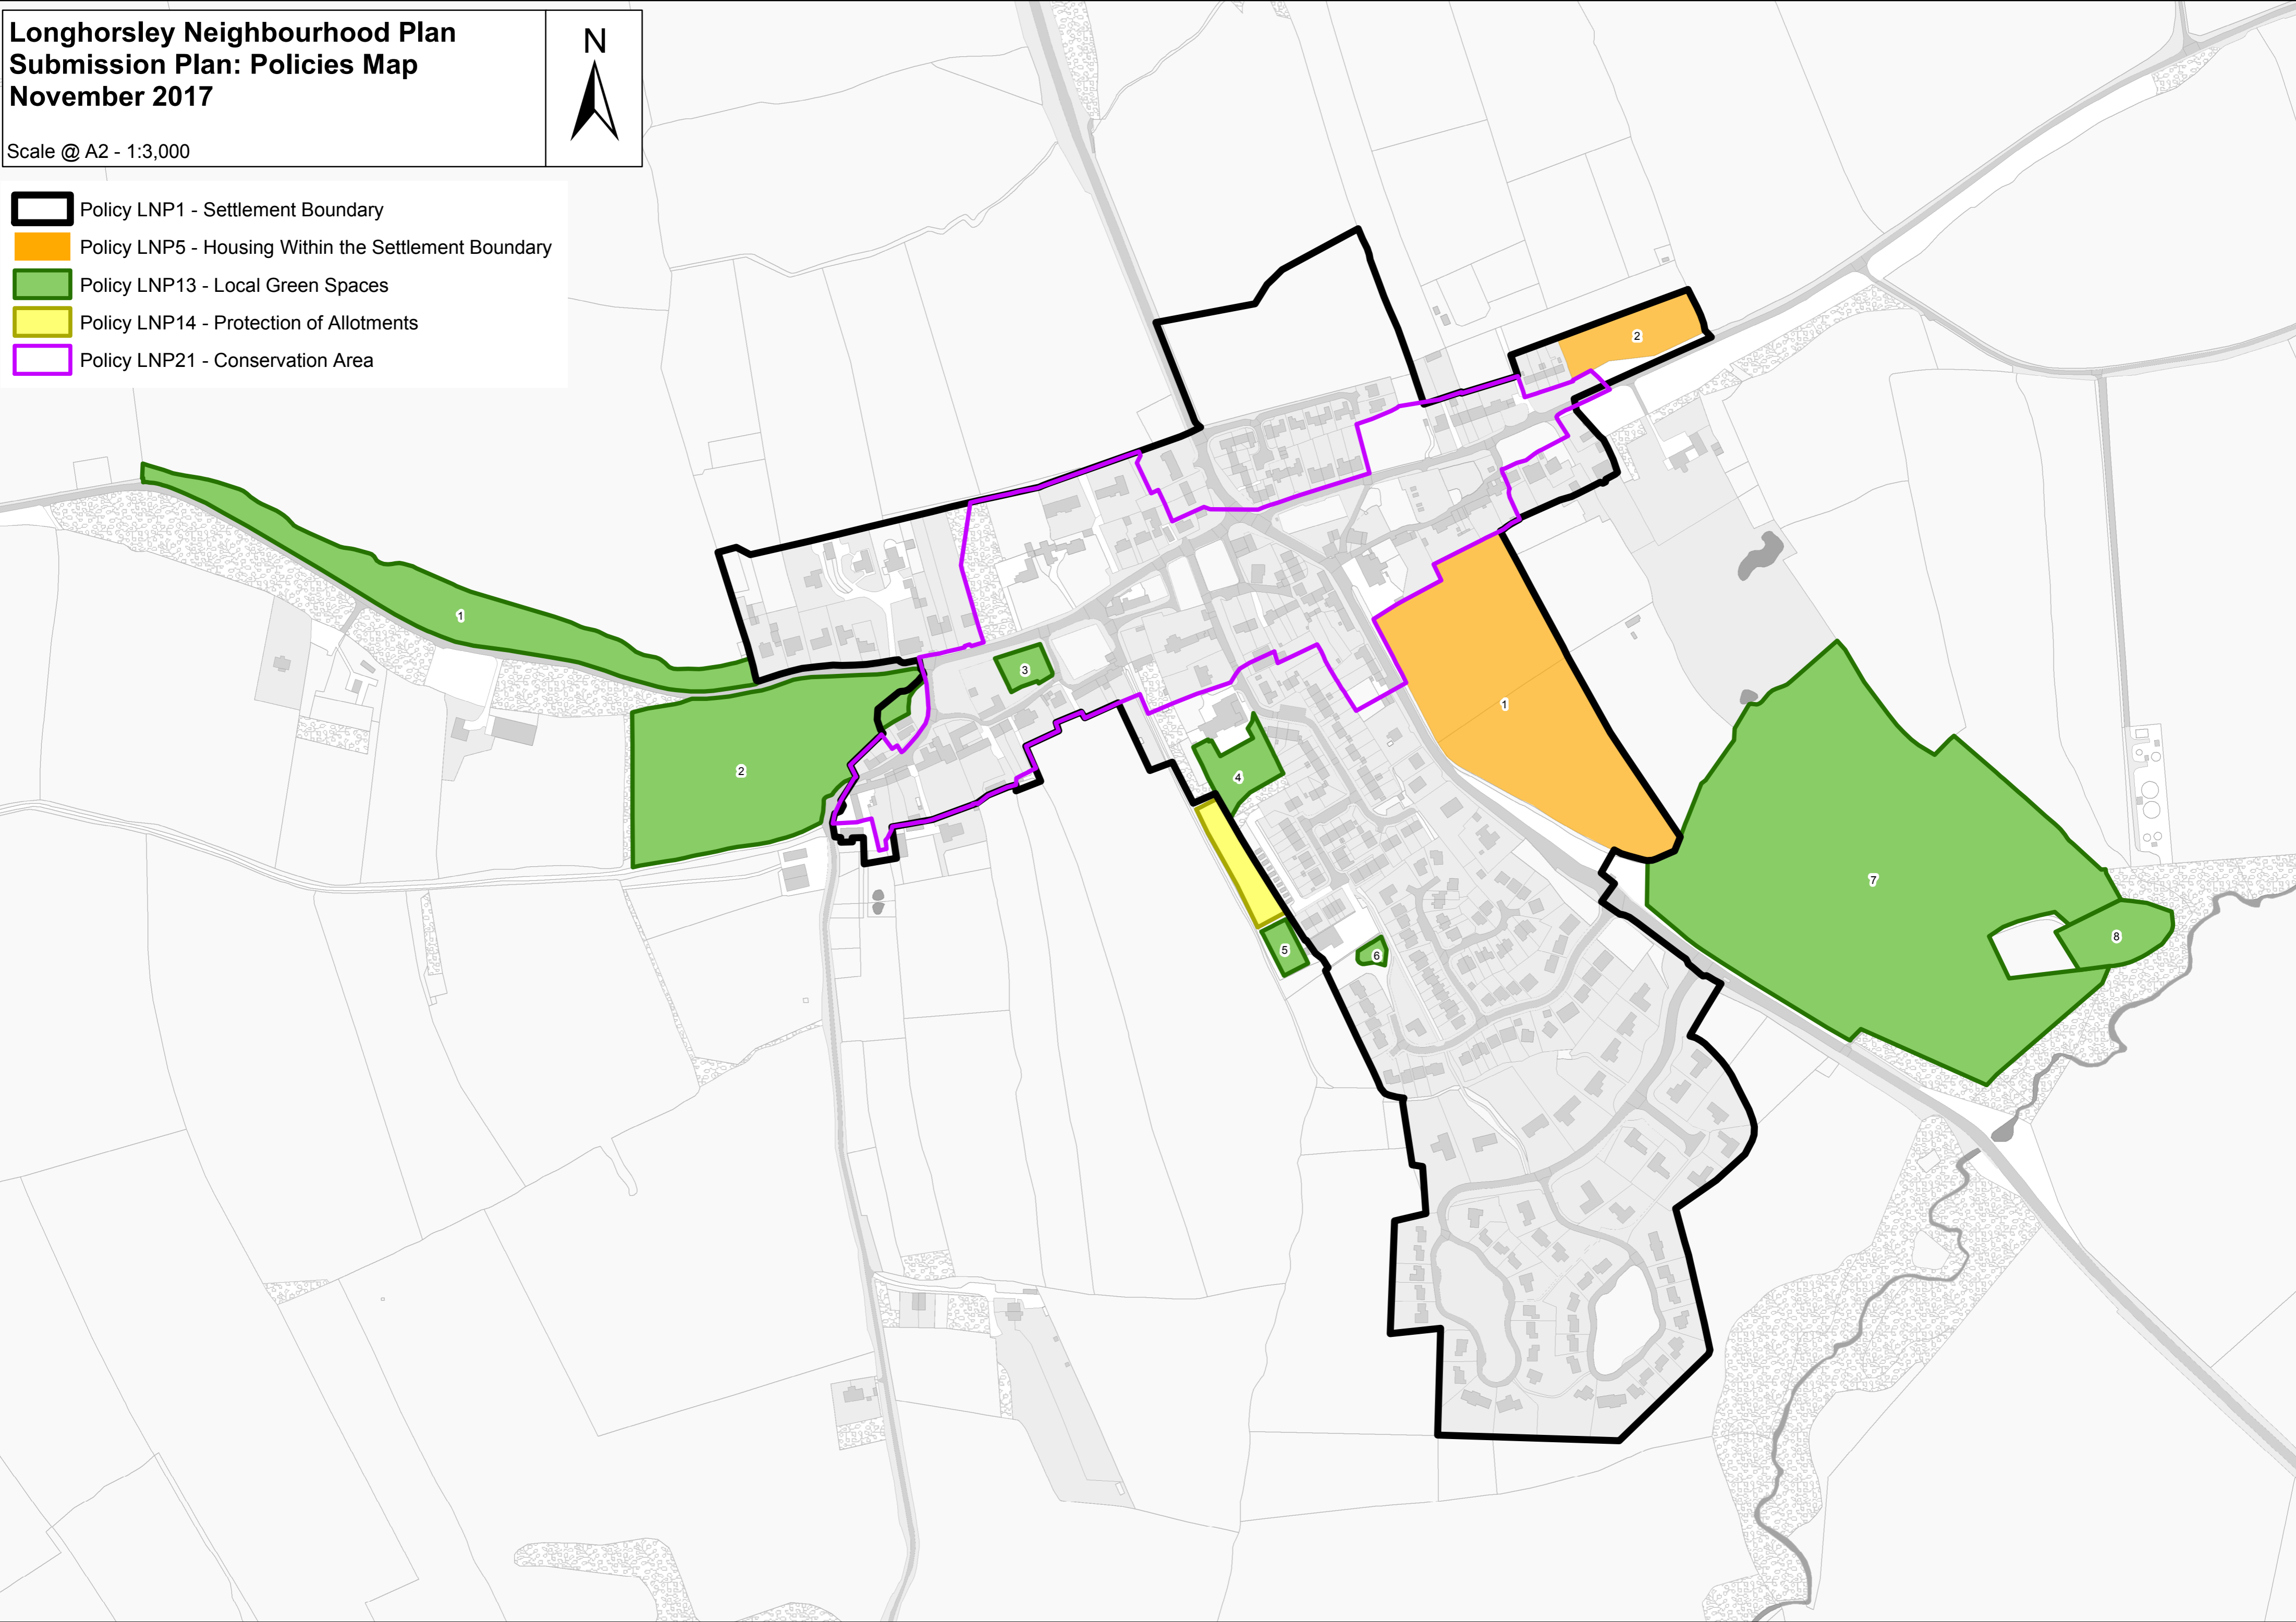 Longhorsley Neighbourhood Plan
Submission Plan: Policies Map
November 2017
Scale @ A2 - 1:3,000
N
Policy LNP1 - Settlement Boundary
Policy LNP5 - Housing Within the Settlement Boundary
Policy LNP13 - Local Green Spaces
Policy LNP14 - Protection of Allotments
Policy LNP21 - Conservation Area
2
1
3
1
2
4
7
8
5
6